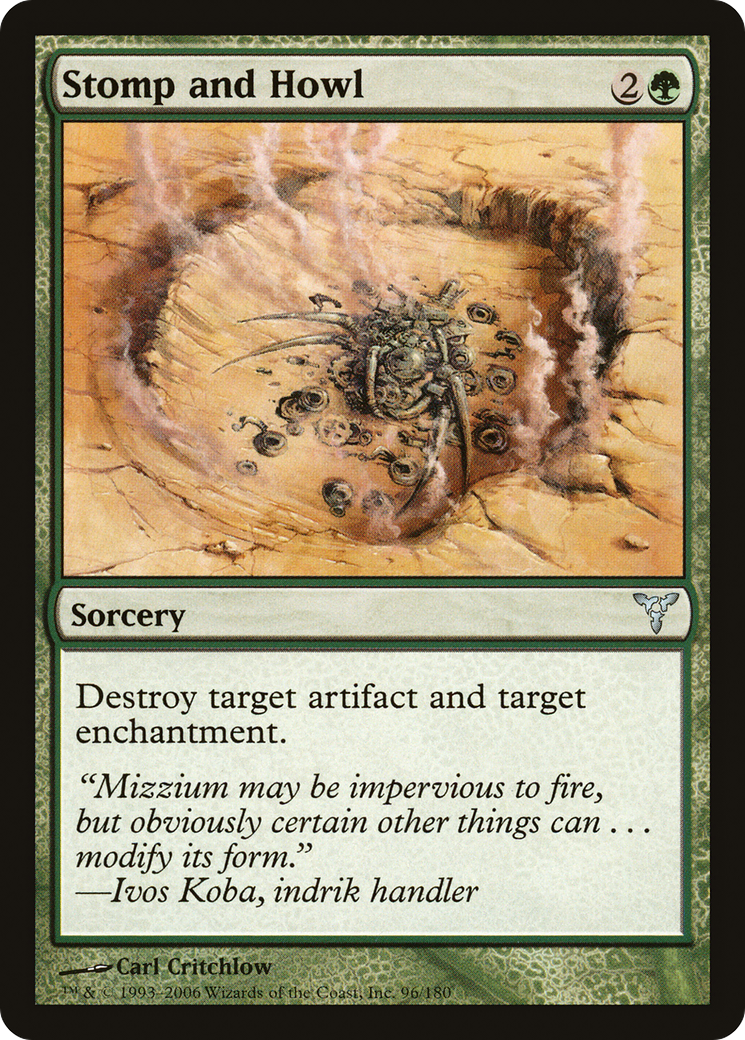 Stomp and Howl
2
Sorcery
Destroy target artifact and target
enchantment.
“Mizzium may be impervious to fire,
but obviously certain other things can . . .
modify its form.”
—Ivos Koba, indrik handler
Carl Critchlow
™ & © 1993–2006 Wizards of the Coast, Inc. 96/180